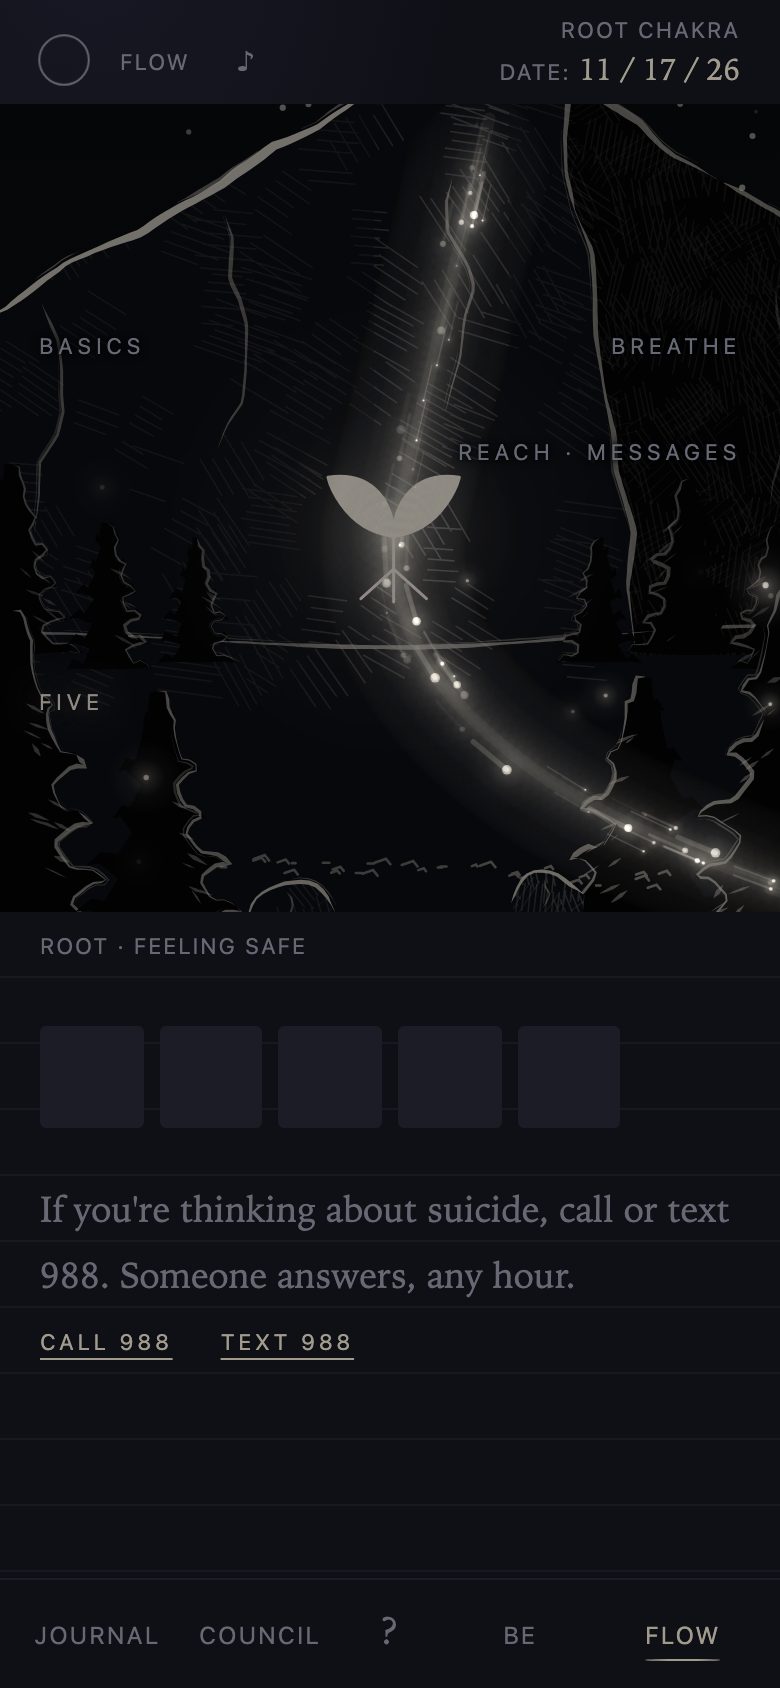 ROOT CHAKRA
FLOW ♪
DATE: 11 / 17 / 26
BASICS
BREATHE
REACH · MESSAGES
FIVE
ROOT · FEELING SAFE
If you're thinking about suicide, call or text
988. Someone answers, any hour.
CALL 988 TEXT 988
JOURNAL COUNCIL ? BE FLOW